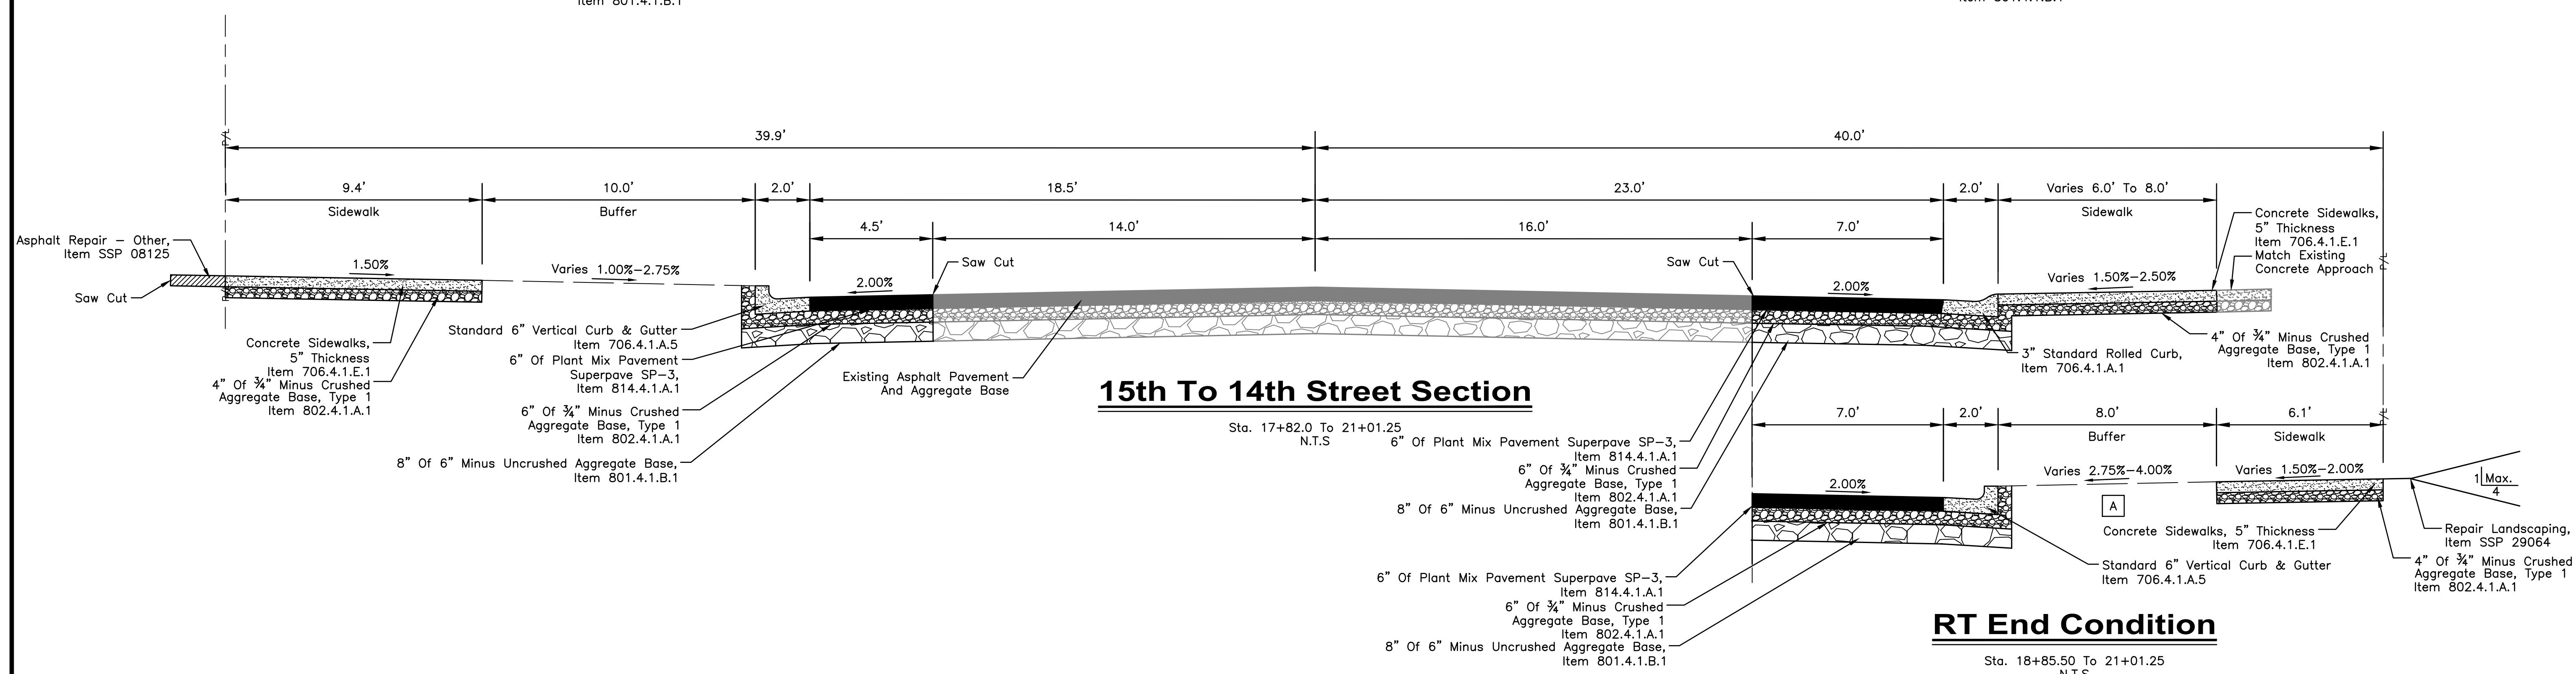 Item 801.4.1.B.1
39.9'
40.0'
9.4'
Sidewalk
10.0'
Buffer
2.0'
18.5'
23.0'
2.0'
Varies 6.0' To 8.0'
Sidewalk
4.5'
14.0'
16.0'
7.0'
P/L
P/L
Asphalt Repair – Other,
Item SSP 08125
Saw Cut
1.50%
Varies 1.00%–2.75%
2.00%
Saw Cut
Saw Cut
2.00%
Varies 1.50%–2.50%
Concrete Sidewalks,
5" Thickness
Item 706.4.1.E.1
Match Existing
Concrete Approach
Concrete Sidewalks,
5" Thickness
Item 706.4.1.E.1
4" Of ¾" Minus Crushed
Aggregate Base, Type 1
Item 802.4.1.A.1
Standard 6" Vertical Curb & Gutter
Item 706.4.1.A.5
6" Of Plant Mix Pavement
Superpave SP–3,
Item 814.4.1.A.1
6" Of ¾" Minus Crushed
Aggregate Base, Type 1
Item 802.4.1.A.1
8" Of 6" Minus Uncrushed Aggregate Base,
Item 801.4.1.B.1
Existing Asphalt Pavement
And Aggregate Base
3" Standard Rolled Curb,
Item 706.4.1.A.1
4" Of ¾" Minus Crushed
Aggregate Base, Type 1
Item 802.4.1.A.1
15th To 14th Street Section
Sta. 17+82.0 To 21+01.25
N.T.S
6" Of Plant Mix Pavement Superpave SP–3,
Item 814.4.1.A.1
6" Of ¾" Minus Crushed
Aggregate Base, Type 1
Item 802.4.1.A.1
8" Of 6" Minus Uncrushed Aggregate Base,
Item 801.4.1.B.1
7.0'
2.0'
8.0'
Buffer
6.1'
Sidewalk
P/L
2.00%
Varies 2.75%–4.00%
Varies 1.50%–2.00%
A
1 Max.
4
Concrete Sidewalks, 5" Thickness
Item 706.4.1.E.1
Repair Landscaping,
Item SSP 29064
Standard 6" Vertical Curb & Gutter
Item 706.4.1.A.5
4" Of ¾" Minus Crushed
Aggregate Base, Type 1
Item 802.4.1.A.1
6" Of Plant Mix Pavement Superpave SP–3,
Item 814.4.1.A.1
6" Of ¾" Minus Crushed
Aggregate Base, Type 1
Item 802.4.1.A.1
8" Of 6" Minus Uncrushed Aggregate Base,
Item 801.4.1.B.1
RT End Condition
Sta. 18+85.50 To 21+01.25
N.T.S